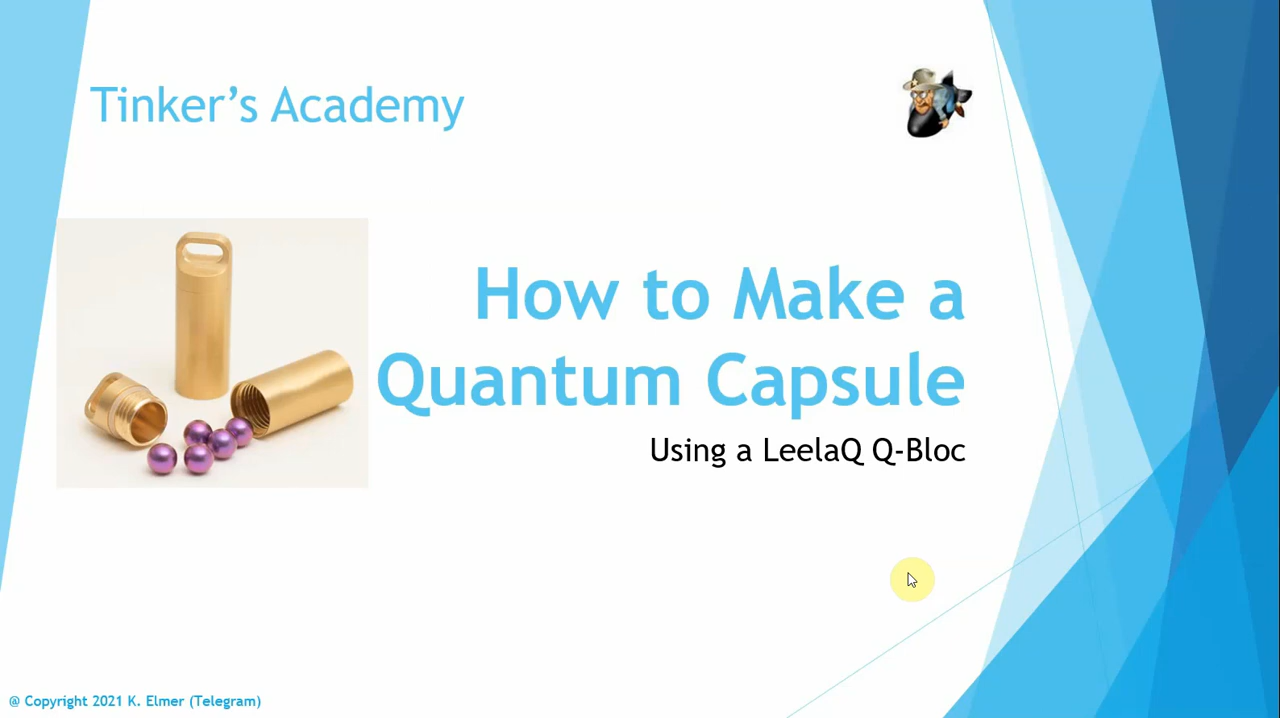 Tinker’s Academy
How to Make a
Quantum Capsule
Using a LeelaQ Q-Bloc
@ Copyright 2021 K. Elmer (Telegram)